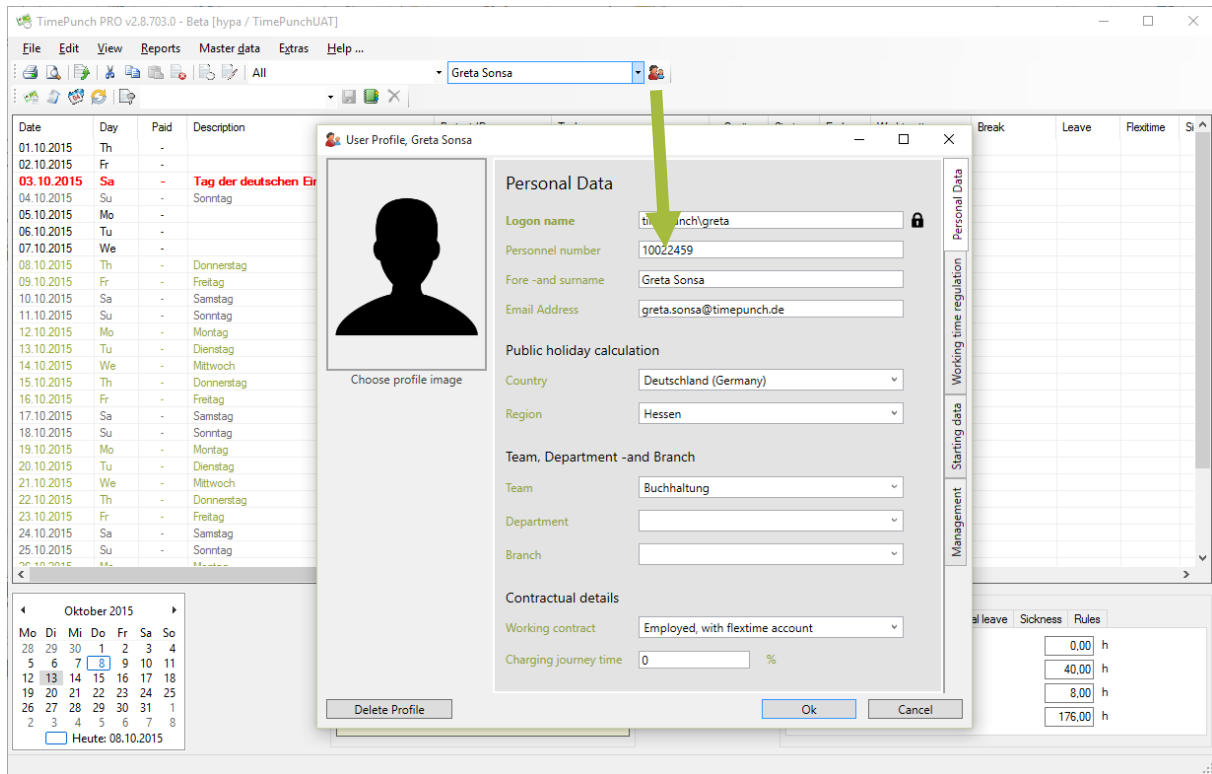 TimePunch PRO v2.8.703.0 - Beta [hypa / TimePunchUAT]
File Edit View Reports Master data Extras Help ...
All Greta Sonsa
Date Day Paid Description Break Leave Flexitime
01.10.2015 Th -
02.10.2015 Fr -
03.10.2015 Sa - Tag der deutschen Ein
04.10.2015 Su - Sonntag
05.10.2015 Mo -
06.10.2015 Tu -
07.10.2015 We -
08.10.2015 Th - Donnerstag
09.10.2015 Fr - Freitag
10.10.2015 Sa - Samstag
11.10.2015 Su - Sonntag
12.10.2015 Mo - Montag
13.10.2015 Tu - Dienstag
14.10.2015 We - Mittwoch
15.10.2015 Th - Donnerstag
16.10.2015 Fr - Freitag
17.10.2015 Sa - Samstag
18.10.2015 Su - Sonntag
19.10.2015 Mo - Montag
20.10.2015 Tu - Dienstag
21.10.2015 We - Mittwoch
22.10.2015 Th - Donnerstag
23.10.2015 Fr - Freitag
24.10.2015 Sa - Samstag
25.10.2015 Su - Sonntag
User Profile, Greta Sonsa
Choose profile image
Personal Data
Logon name
Personnel number 10022459
Fore -and surname Greta Sonsa
Email Address greta.sonsa@timepunch.de
Public holiday calculation
Country Deutschland (Germany)
Region Hessen
Team, Department -and Branch
Team Buchhaltung
Department
Branch
Contractual details
Working contract Employed, with flextime account
Charging journey time 0 %
Delete Profile Ok Cancel
Personal Data
Working time regulation
Starting data
Management
Oktober 2015
Mo Di Mi Do Fr Sa So
28 29 30 1 2 3 4
5 6 7 8 9 10 11
12 13 14 15 16 17 18
19 20 21 22 23 24 25
26 27 28 29 30 31 1
2 3 4 5 6 7 8
Heute: 08.10.2015
leave Sickness Rules
0,00 h
40,00 h
8,00 h
176,00 h